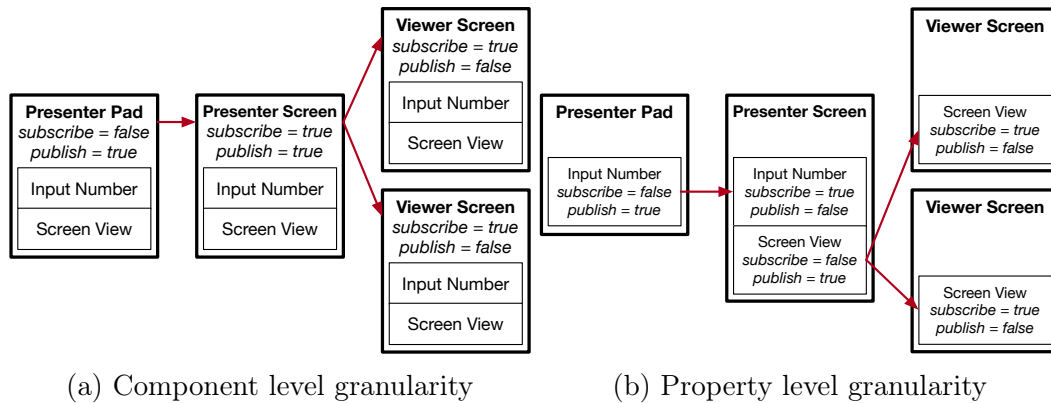 Presenter Pad
subscribe = false
publish = true
Input Number
Screen View
Presenter Screen
subscribe = true
publish = true
Input Number
Screen View
Viewer Screen
subscribe = true
publish = false
Input Number
Screen View
Viewer Screen
subscribe = true
publish = false
Input Number
Screen View
(a) Component level granularity
Presenter Pad
Input Number
subscribe = false
publish = true
Presenter Screen
Input Number
subscribe = true
publish = false
Screen View
subscribe = false
publish = true
Viewer Screen
Screen View
subscribe = true
publish = false
Viewer Screen
Screen View
subscribe = true
publish = false
(b) Property level granularity